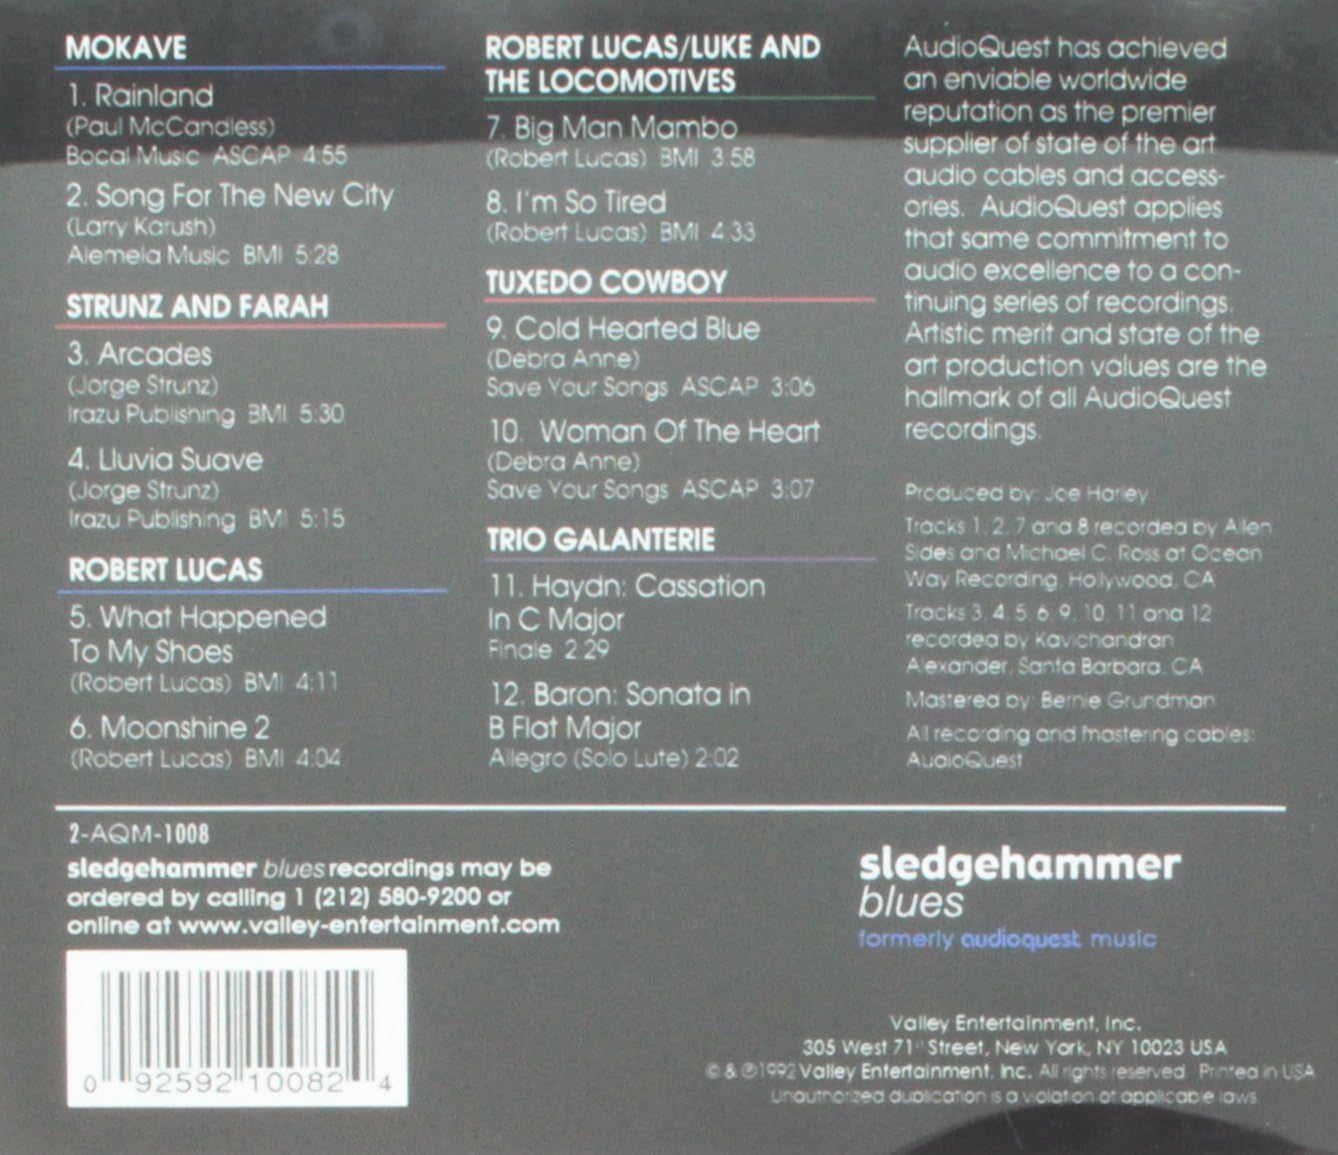 MOKAVE
1. Rainland
(Paul McCandless)
Bocal Music ASCAP 4:55
2. Song For The New City
(Larry Karush)
Alemela Music BMI 5:28
STRUNZ AND FARAH
3. Arcades
(Jorge Strunz)
Irazu Publishing BMI 5:30
4. Lluvia Suave
(Jorge Strunz)
Irazu Publishing BMI 5:15
ROBERT LUCAS
5. What Happened
To My Shoes
(Robert Lucas) BMI 4:11
6. Moonshine 2
(Robert Lucas) BMI 4:04
ROBERT LUCAS/LUKE AND
THE LOCOMOTIVES
7. Big Man Mambo
(Robert Lucas) BMI 3:58
8. I'm So Tired
(Robert Lucas) BMI 4:33
TUXEDO COWBOY
9. Cold Hearted Blue
(Debra Anne)
Save Your Songs ASCAP 3:06
10. Woman Of The Heart
(Debra Anne)
Save Your Songs ASCAP 3:07
TRIO GALANTERIE
11. Haydn: Cassation
In C Major
Finale 2:29
12. Baron: Sonata in
B Flat Major
Allegro (Solo Lute) 2:02
AudioQuest has achieved
an enviable worldwide
reputation as the premier
supplier of state of the art
audio cables and access-
ories. AudioQuest applies
that same commitment to
audio excellence to a con-
tinuing series of recordings.
Artistic merit and state of the
art production values are the
hallmark of all AudioQuest
recordings.
Produced by: Joe Harley
Tracks 1, 2, 7 and 8 recorded by Allen
Sides and Michael C. Ross at Ocean
Way Recording, Hollywood, CA
Tracks 3, 4, 5, 6, 9, 10, 11 and 12
recorded by Kavichandran
Alexander, Santa Barbara, CA
Mastered by: Bernie Grundman
All recording and mastering cables:
AudioQuest
2-AQM-1008
sledgehammer blues recordings may be
ordered by calling 1 (212) 580-9200 or
online at www.valley-entertainment.com
0 92592 10082 4
sledgehammer
blues
formerly audioquest music
Valley Entertainment, Inc.
305 West 71st Street, New York, NY 10023 USA
© & ℗1992 Valley Entertainment, Inc. All rights reserved. Printed in USA
Unauthorized duplication is a violation of applicable laws.